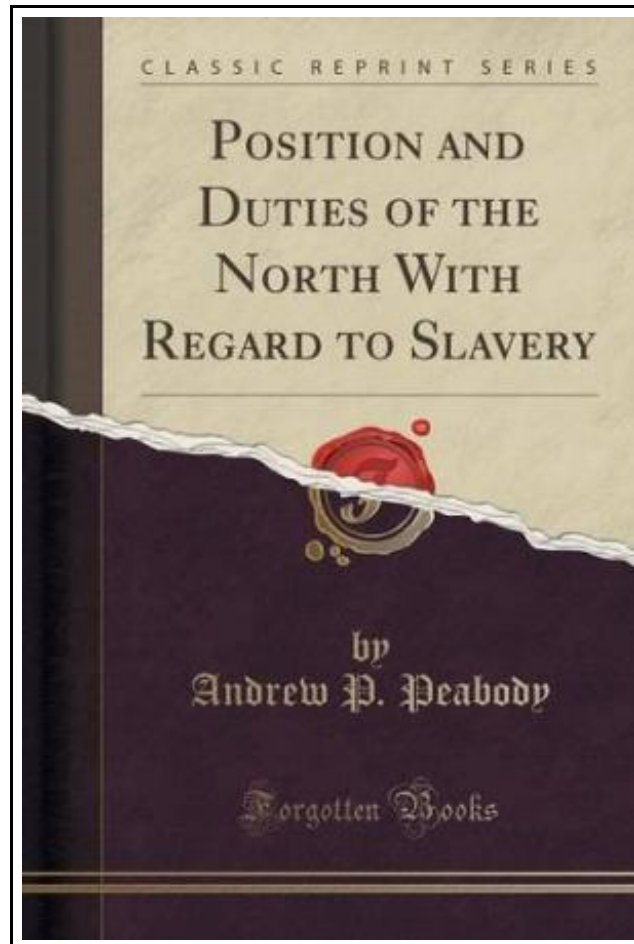 CLASSIC REPRINT SERIES
POSITION AND
DUTIES OF THE
NORTH WITH
REGARD TO SLAVERY
by
Andrew P. Peabody
Forgotten Books